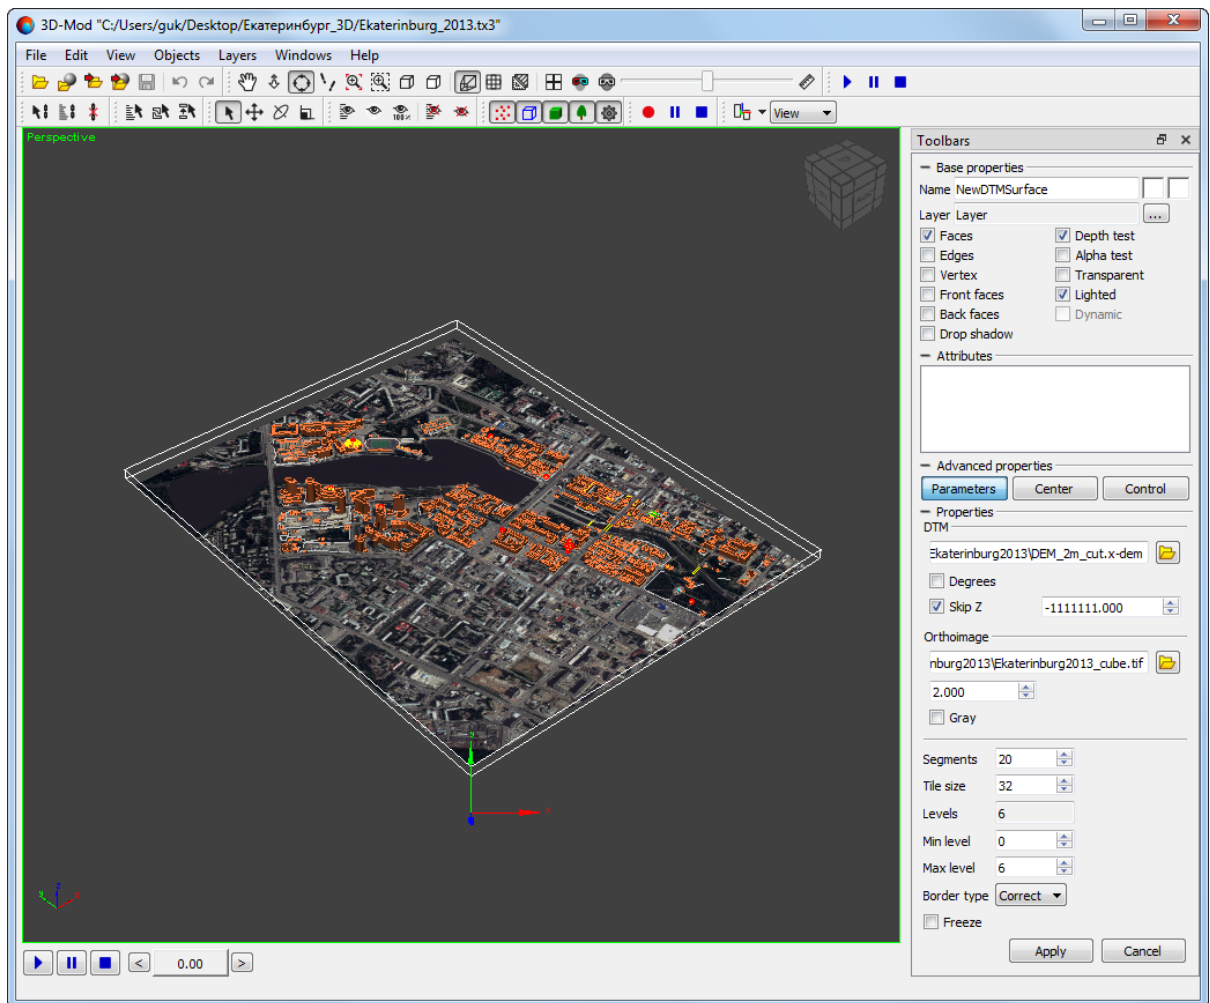 3D-Mod "C:/Users/guk/Desktop/Екатеринбург_3D/Ekaterinburg_2013.tx3"
File Edit View Objects Layers Windows Help
100% View
Perspective
Toolbars
Base properties
Name NewDTMSurface
Layer Layer ...
Faces Depth test
Edges Alpha test
Vertex Transparent
Front faces Lighted
Back faces Dynamic
Drop shadow
Attributes
Advanced properties
Parameters Center Control
Properties
DTM
Ekaterinburg2013\DEM_2m_cut.x-dem
Degrees
Skip Z -1111111.000
Orthoimage
nburg2013\Ekaterinburg2013_cube.tif
2.000
Gray
Segments 20
Tile size 32
Levels 6
Min level 0
Max level 6
Border type Correct
Freeze
Apply Cancel
y
x
z
y x
< 0.00 >